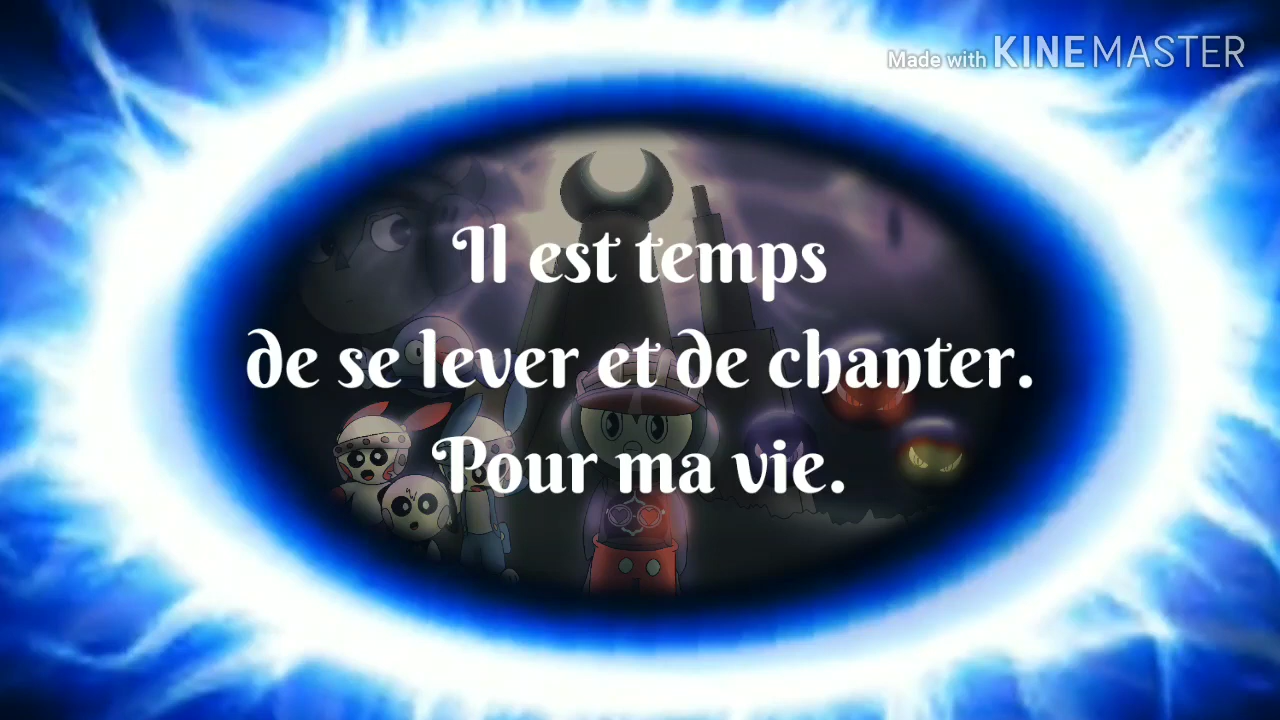 Made with KINEMASTER
Il est temps
de se lever et de chanter.
Pour ma vie.